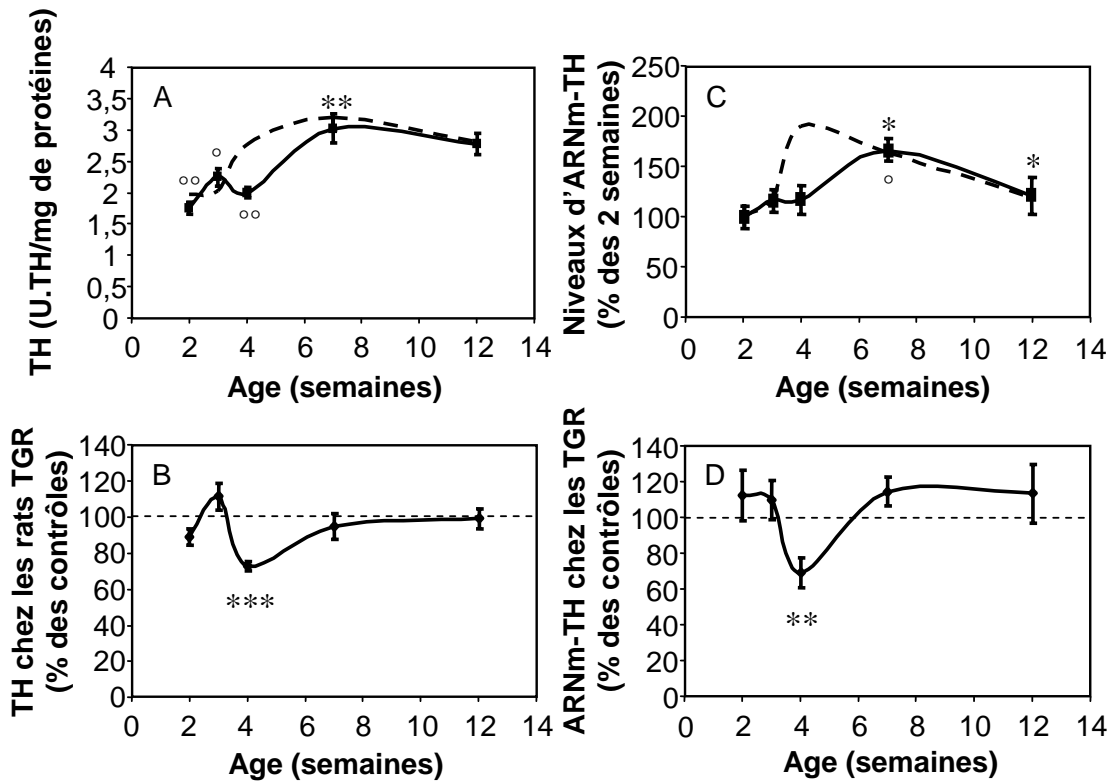 A
TH (U.TH/mg de protéines)
4
3,5
3
2,5
2
1,5
1
0,5
0
°° ° °° **
0 2 4 6 8 10 12 14
Age (semaines)
C
Niveaux d'ARNm-TH
(% des 2 semaines)
250
200
150
100
50
0
* ° *
0 2 4 6 8 10 12 14
Age (semaines)
B
TH chez les rats TGR
(% des contrôles)
140
120
100
80
60
40
20
0
***
0 2 4 6 8 10 12 14
Age (semaines)
D
ARNm-TH chez les TGR
(% des contrôles)
140
120
100
80
60
40
20
0
**
0 2 4 6 8 10 12 14
Age (semaines)